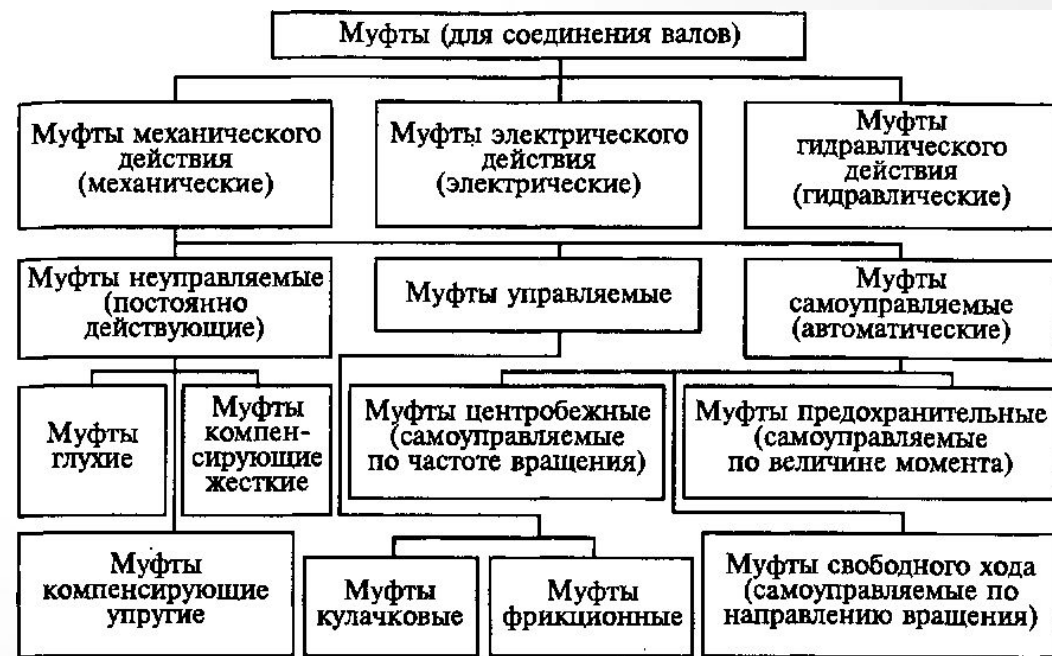 Муфты (для соединения валов)
Муфты механического
действия
(механические)
Муфты электрического
действия
(электрические)
Муфты
гидравлического
действия
(гидравлические)
Муфты неуправляемые
(постоянно
действующие)
Муфты управляемые
Муфты
самоуправляемые
(автоматические)
Муфты
глухие
Муфты
компен-
сирующие
жесткие
Муфты центробежные
(самоуправляемые
по частоте вращения)
Муфты предохранительные
(самоуправляемые
по величине момента)
Муфты
компенсирующие
упругие
Муфты
кулачковые
Муфты
фрикционные
Муфты свободного хода
(самоуправляемые по
направлению вращения)